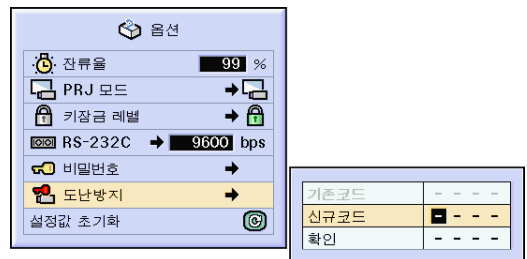 옵션
잔류율 99 %
PRJ 모드
키잠금 레벨
RS-232C 9600 bps
비밀번호
도난방지
설정값 초기화
기존코드 - - - -
신규코드 - - - -
확인 - - - -